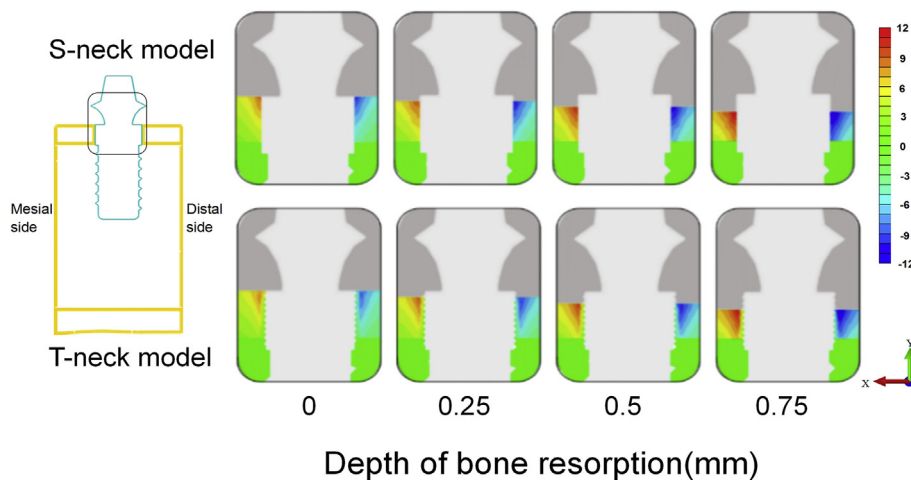 S-neck model
Mesial
side
Distal
side
T-neck model
12
9
6
3
0
-3
-6
-9
-12
Y
X
0
0.25
0.5
0.75
Depth of bone resorption(mm)